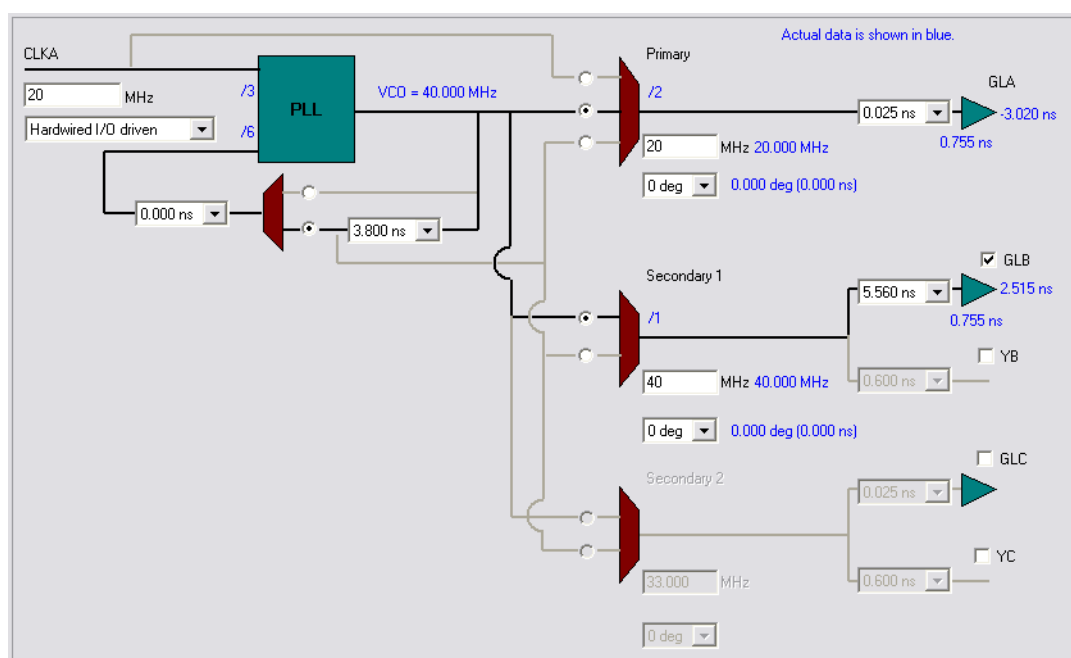 Actual data is shown in blue.
CLKA
Primary
GLA
20 MHz
/3
PLL
VCO = 40.000 MHz
/2
0.025 ns
-3.020 ns
0.755 ns
Hardwired I/O driven
/6
20 MHz 20.000 MHz
0 deg 0.000 deg (0.000 ns)
0.000 ns
3.800 ns
Secondary 1
GLB
5.560 ns
2.515 ns
0.755 ns
/1
YB
40 MHz 40.000 MHz
0.600 ns
0 deg 0.000 deg (0.000 ns)
Secondary 2
GLC
0.025 ns
YC
33.000 MHz
0.600 ns
0 deg